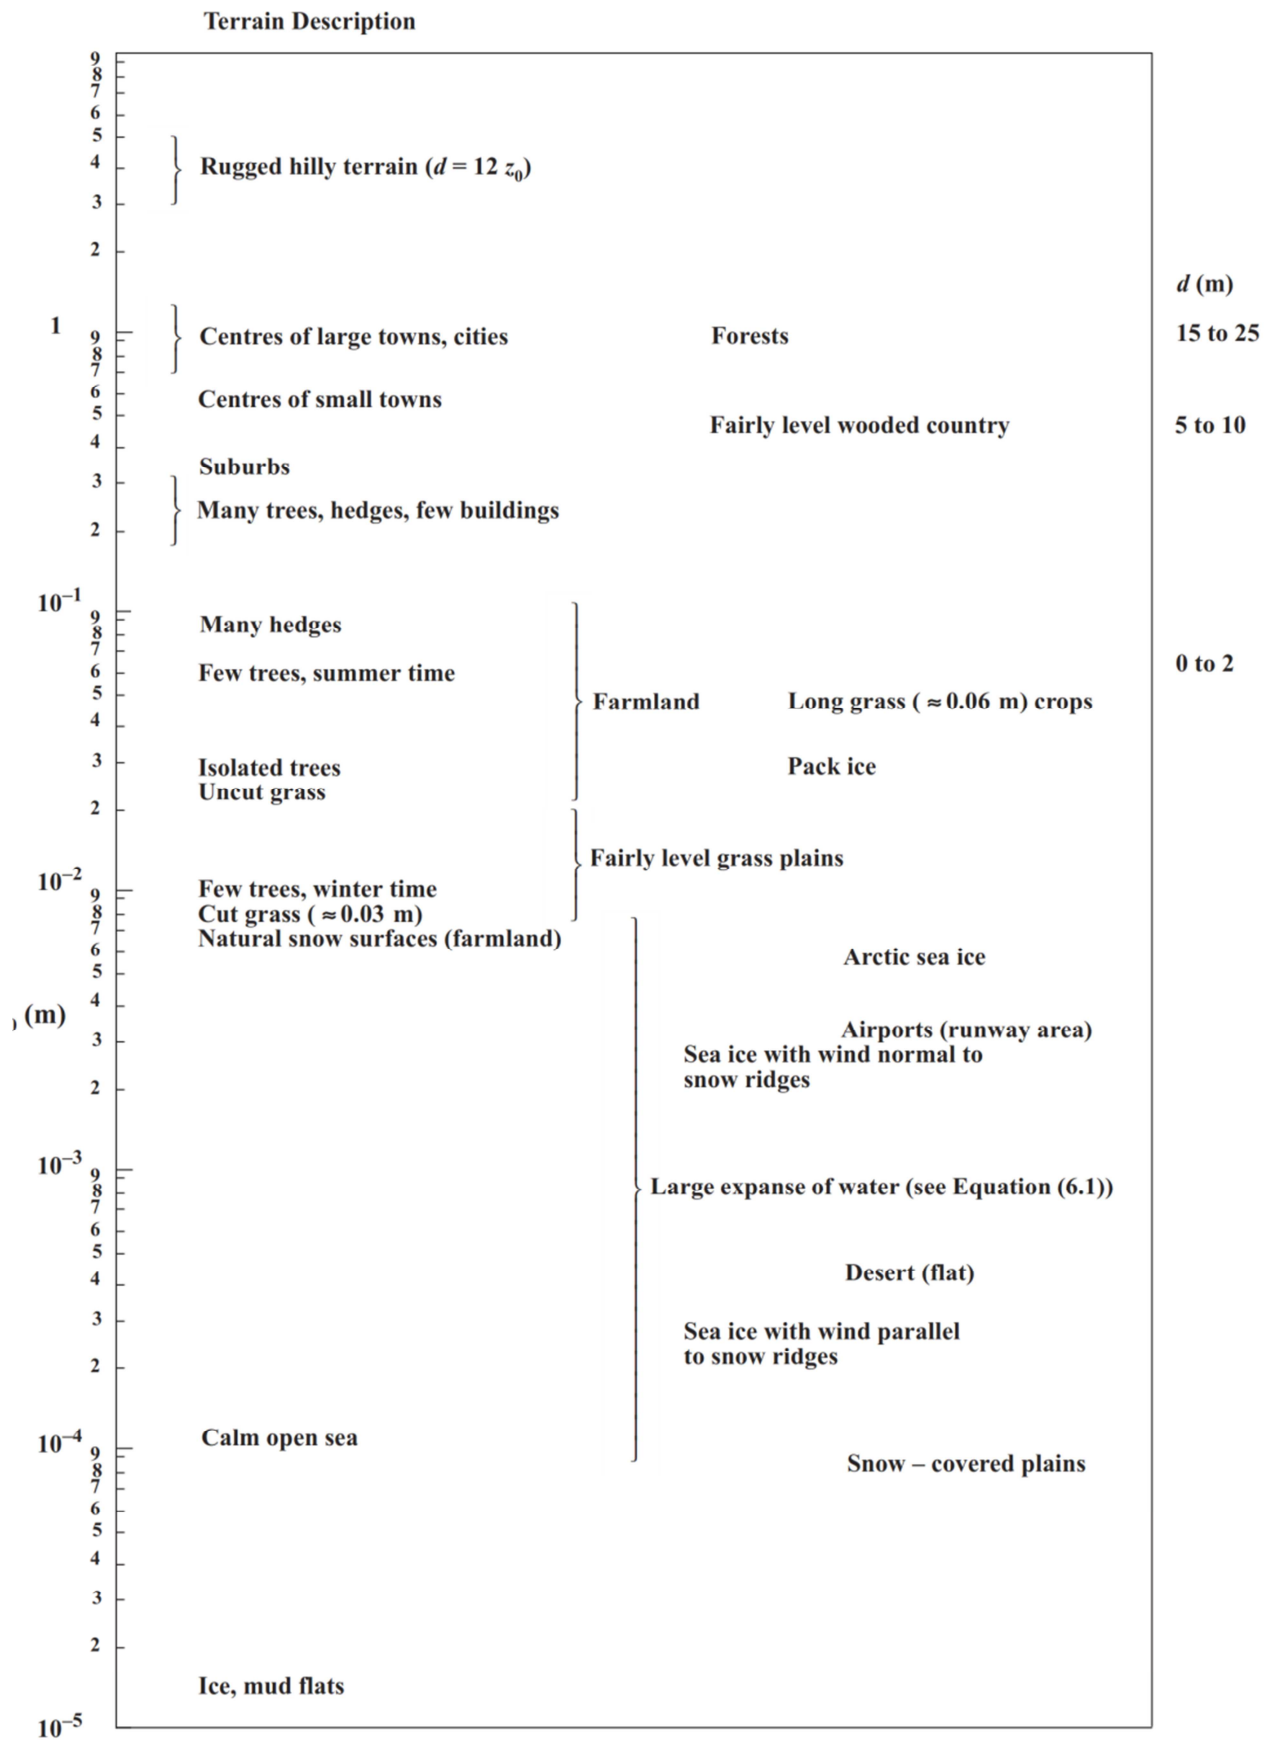 Terrain Description
9
8
7
6
5
4
Rugged hilly terrain (d = 12 z₀)
3
2
d (m)
1
9
Centres of large towns, cities
Forests
15 to 25
8
7
6
Centres of small towns
5
Fairly level wooded country
5 to 10
4
Suburbs
3
Many trees, hedges, few buildings
2
10⁻¹
9
Many hedges
8
7
6
Few trees, summer time
0 to 2
5
Farmland
Long grass ( ≈ 0.06 m) crops
4
3
Isolated trees
Pack ice
Uncut grass
2
Fairly level grass plains
10⁻²
9
Few trees, winter time
8
Cut grass ( ≈ 0.03 m)
7
Natural snow surfaces (farmland)
6
Arctic sea ice
5
4
(m)
3
Airports (runway area)
Sea ice with wind normal to
snow ridges
2
10⁻³
9
8
Large expanse of water (see Equation (6.1))
7
6
5
4
Desert (flat)
3
Sea ice with wind parallel
to snow ridges
2
10⁻⁴
Calm open sea
9
8
Snow – covered plains
7
6
5
4
3
2
Ice, mud flats
10⁻⁵